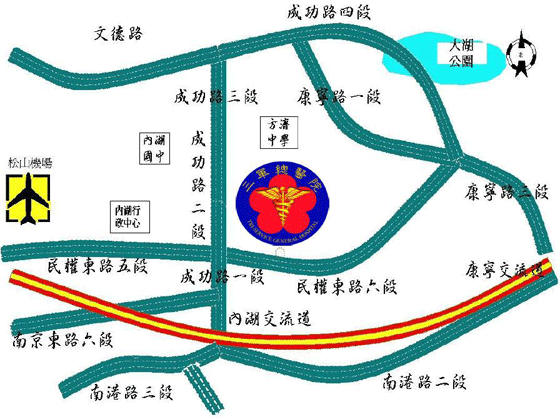 成功路四段
文德路
大湖
公園
北
成功路三段
康寧路一段
方濟
中學
內湖
國中
成功路二段
松山機場
三軍總醫院
TRI-SERVICE GENERAL HOSPITAL
康寧路三段
內湖行
政中心
民權東路五段
成功路一段
民權東路六段
康寧交流道
內湖交流道
南京東路六段
南港路三段
南港路二段